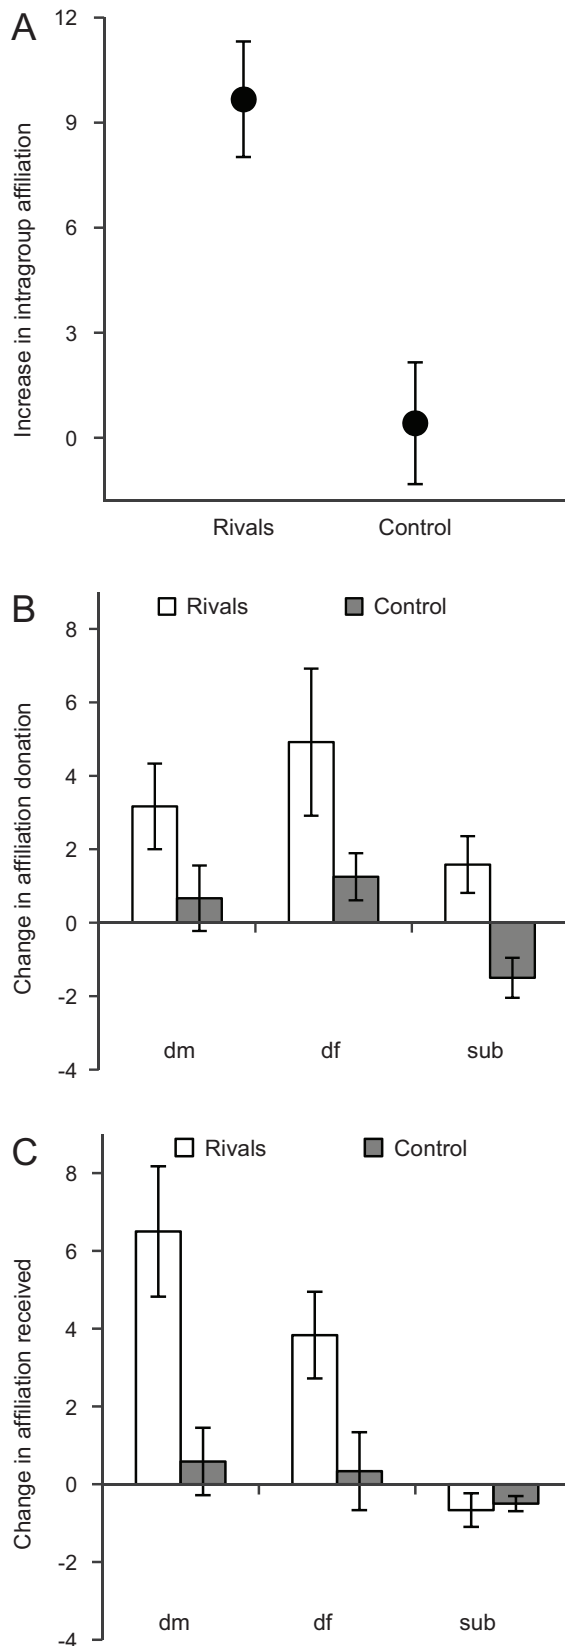 A
Increase in intragroup affiliation
12
9
6
3
0
Rivals
Control
B
Rivals
Control
Change in affiliation donation
8
6
4
2
0
-2
-4
dm
df
sub
C
Rivals
Control
Change in affiliation received
8
6
4
2
0
-2
-4
dm
df
sub